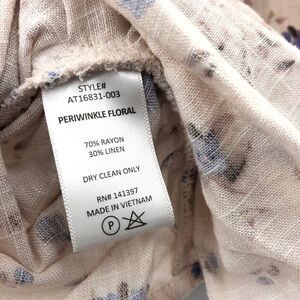 STYLE#
AT16831-003
PERIWINKLE FLORAL
70% RAYON
30% LINEN
DRY CLEAN ONLY
RN# 141397
MADE IN VIETNAM
P